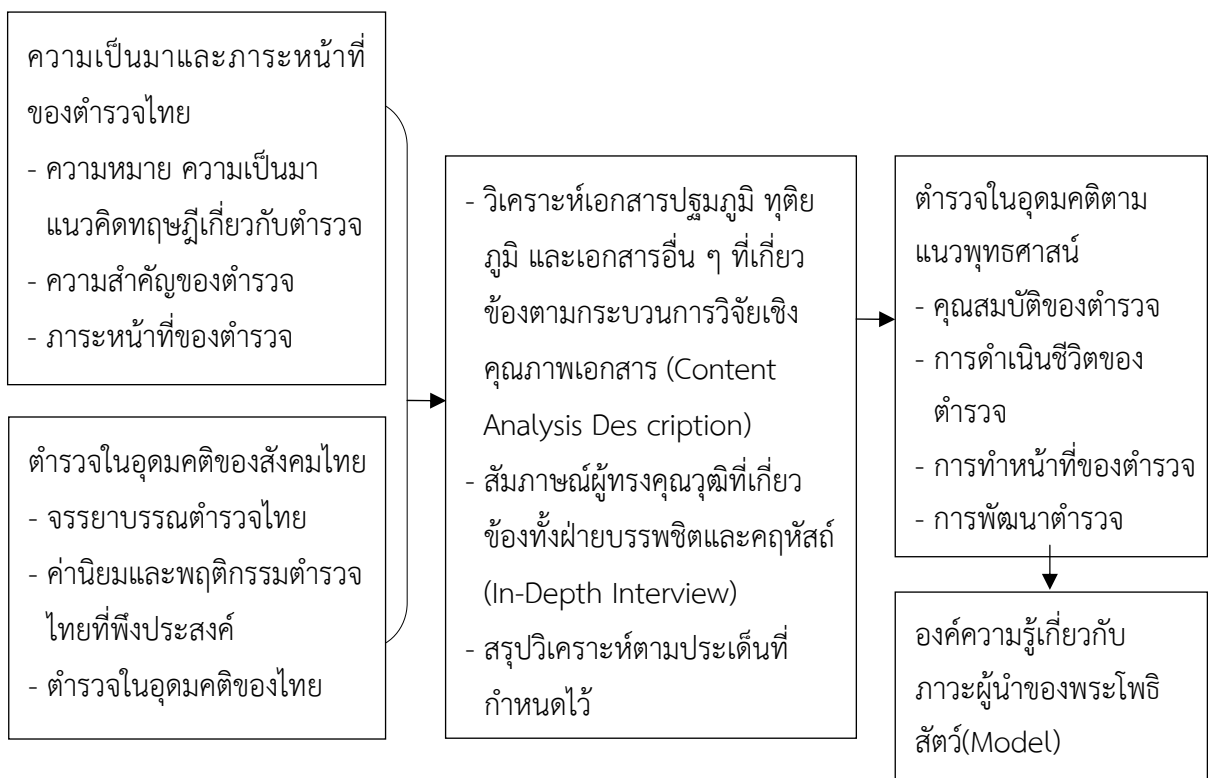 ความเป็นมาและภาระหน้าที่
ของตำรวจไทย
- ความหมาย ความเป็นมา
แนวคิดทฤษฎีเกี่ยวกับตำรวจ
- ความสำคัญของตำรวจ
- ภาระหน้าที่ของตำรวจ
ตำรวจในอุดมคติของสังคมไทย
- จรรยาบรรณตำรวจไทย
- ค่านิยมและพฤติกรรมตำรวจ
ไทยที่พึงประสงค์
- ตำรวจในอุดมคติของไทย
- วิเคราะห์เอกสารปฐมภูมิ ทุติย
ภูมิ และเอกสารอื่น ๆ ที่เกี่ยว
ข้องตามกระบวนการวิจัยเชิง
คุณภาพเอกสาร (Content
Analysis Des cription)
- สัมภาษณ์ผู้ทรงคุณวุฒิที่เกี่ยว
ข้องทั้งฝ่ายบรรพชิตและคฤหัสถ์
(In-Depth Interview)
- สรุปวิเคราะห์ตามประเด็นที่
กำหนดไว้
ตำรวจในอุดมคติตาม
แนวพุทธศาสน์
- คุณสมบัติของตำรวจ
- การดำเนินชีวิตของ
ตำรวจ
- การทำหน้าที่ของตำรวจ
- การพัฒนาตำรวจ
องค์ความรู้เกี่ยวกับ
ภาวะผู้นำของพระโพธิ
สัตว์(Model)